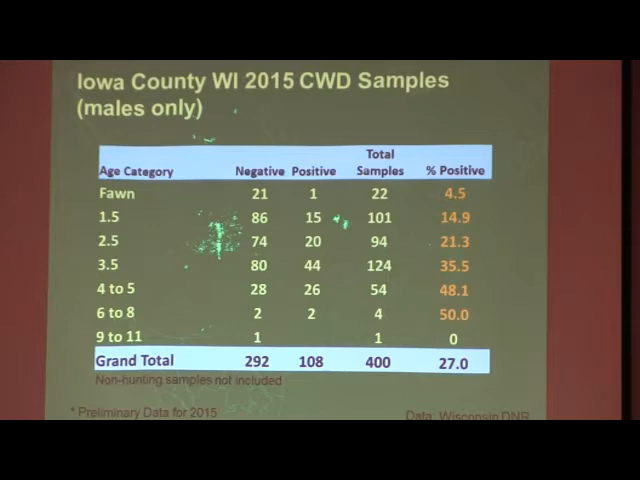 Iowa County WI 2015 CWD Samples
(males only)
Total
Age Category Negative Positive Samples % Positive
Fawn 21 1 22 4.5
1.5 86 15 101 14.9
2.5 74 20 94 21.3
3.5 80 44 124 35.5
4 to 5 28 26 54 48.1
6 to 8 2 2 4 50.0
9 to 11 1 1 0
Grand Total 292 108 400 27.0
Non-hunting samples not included
* Preliminary Data for 2015 Data: Wisconsin DNR